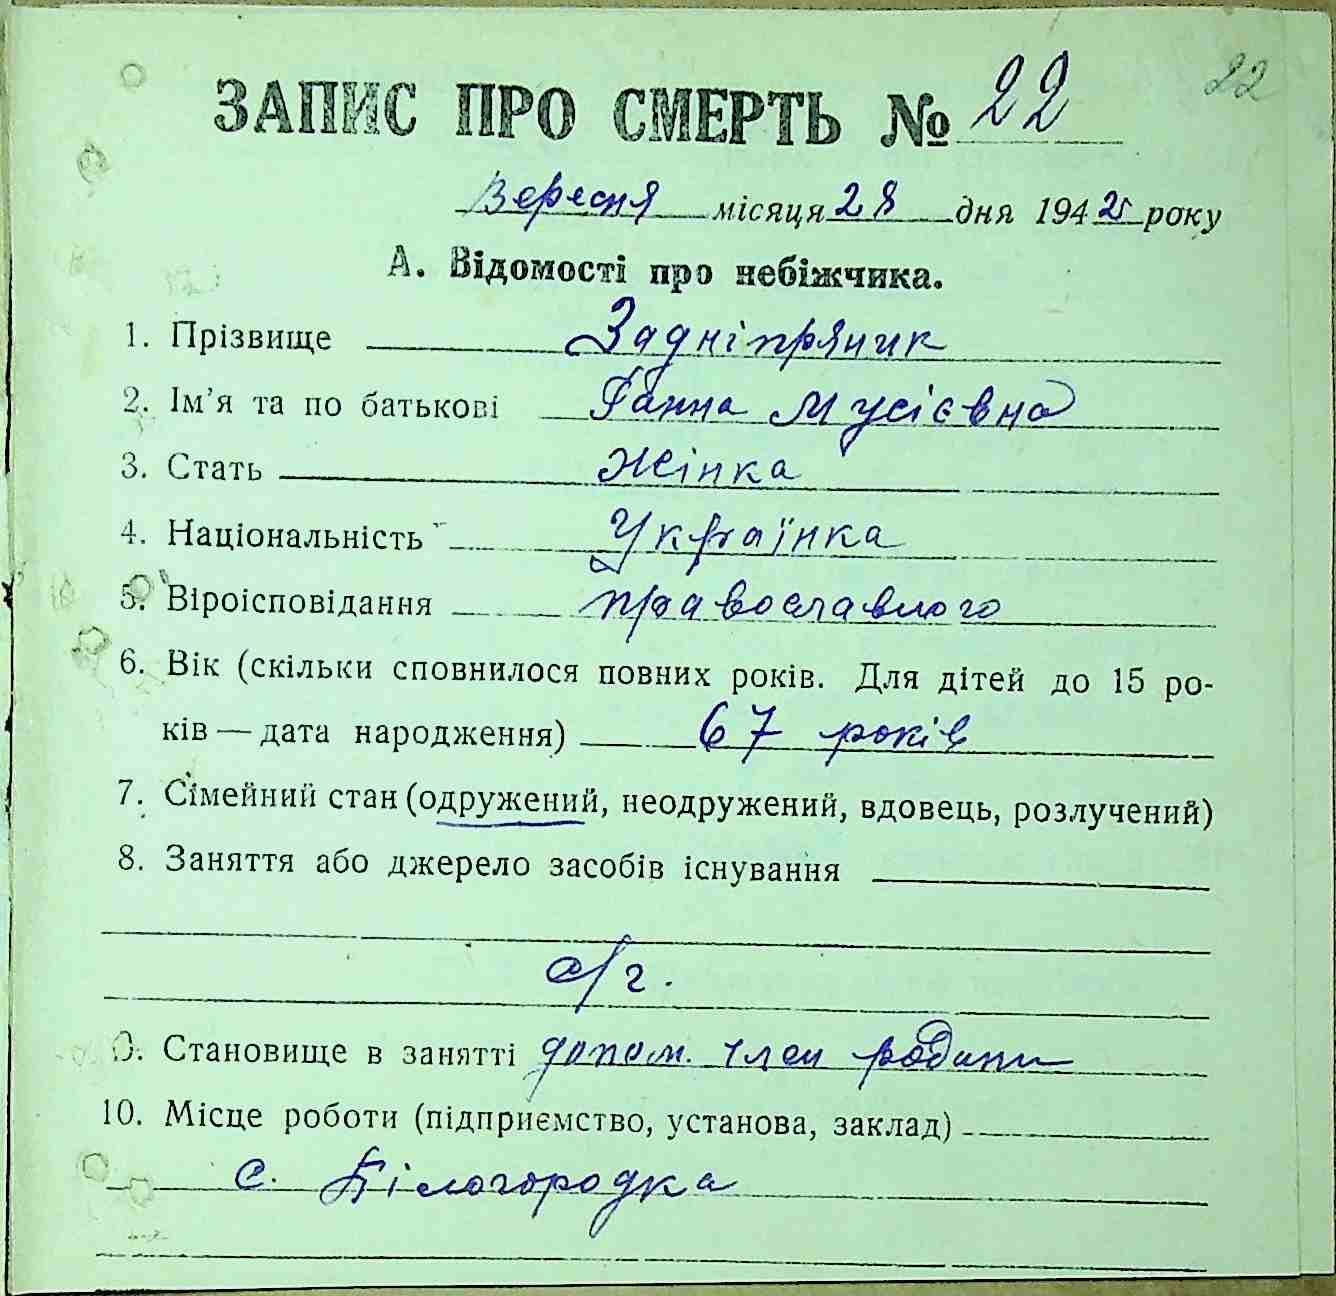 22
ЗАПИС ПРО СМЕРТЬ № 22
Вересня місяця 28 дня 1942 року
А. Відомості про небіжчика.
1. Прізвище Задніпряник
2. Ім'я та по батькові Ганна Мусієвна
3. Стать Жінка
4. Національність Українка
5. Віроісповідання православного
6. Вік (скільки сповнилося повних років. Для дітей до 15 ро-
ків — дата народження) 67 років
7. Сімейний стан (одружений, неодружений, вдовець, розлучений)
8. Заняття або джерело засобів існування
с/г.
9. Становище в занятті допом. член родини
10. Місце роботи (підприємство, установа, заклад)
с. Білогородка